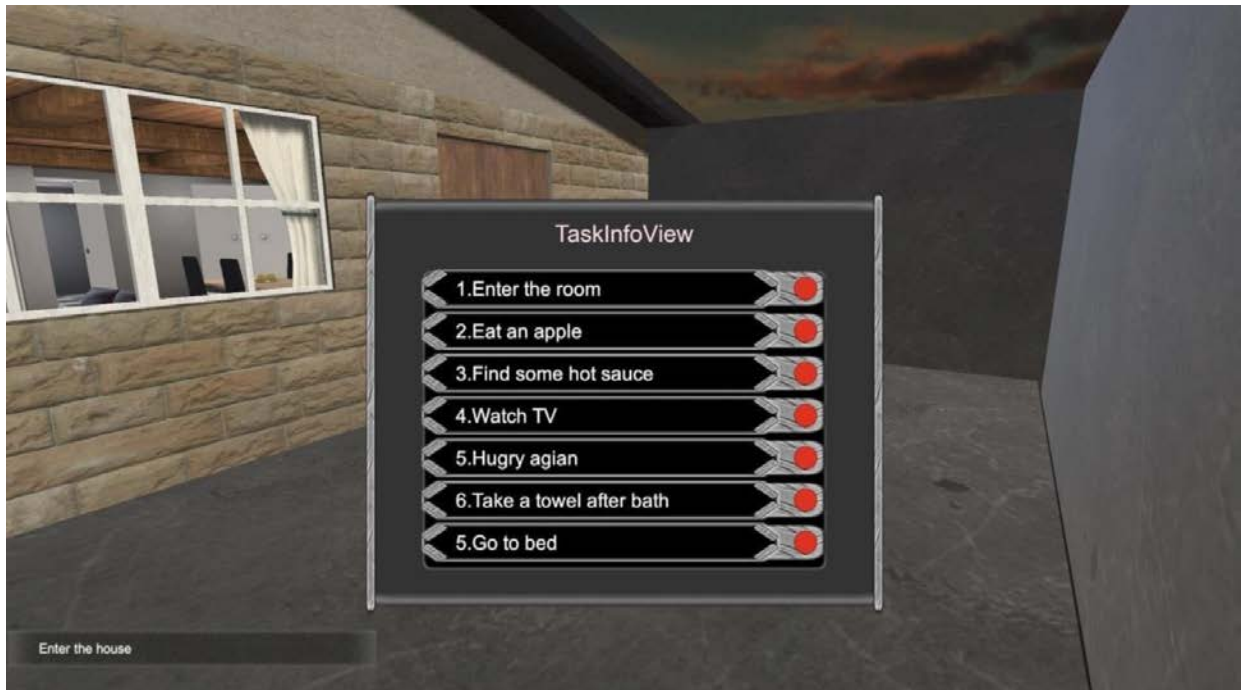 TaskInfoView
1.Enter the room
2.Eat an apple
3.Find some hot sauce
4.Watch TV
5.Hugry agian
6.Take a towel after bath
5.Go to bed
Enter the house